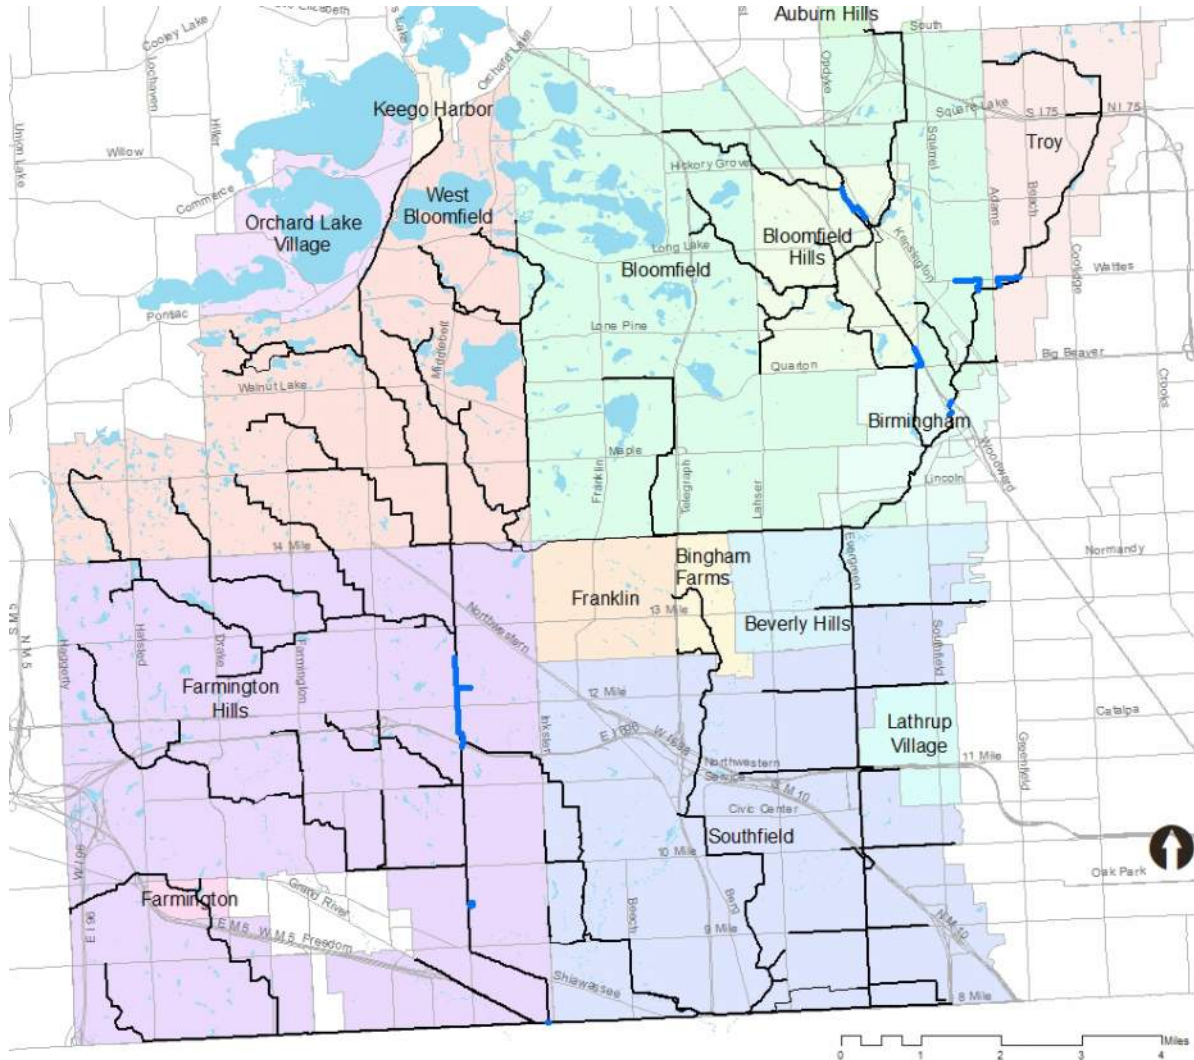 Auburn Hills
Cooley Lake
Orchard Lake
Opdyke
South
Lochaven
Hiller
Keego Harbor
Square Lake
S I 75
N I 75
Union Lake
Willow
Hickory Grove
Squirrel
Troy
Commerce
West
Bloomfield
Adams
Beach
Orchard Lake
Village
Long Lake
Bloomfield
Hills
Kensington
Bloomfield
Coolidge
Wattles
Pontiac
Middlebelt
Lone Pine
Quarton
Big Beaver
Walnut Lake
Crooks
Birmingham
Franklin
Maple
Telegraph
Lahser
Woodward
Lincoln
14 Mile
Evergreen
Normandy
Bingham
Farms
Northwestern
Franklin
13 Mile
Beverly Hills
S M 5
N M 5
Haggerty
Halsted
Drake
Farmington
Southfield
Farmington
Hills
12 Mile
Inkster
Lathrup
Village
Catalpa
E I 696
W I 696
Greenfield
Northwestern
Service
11 Mile
S M 10
Civic Center
Southfield
10 Mile
Oak Park
W I 96
Farmington
Grand River
Beech
Berg
E I 96
E M 5 W M 5 Freedom
9 Mile
N M 10
Shiawassee
8 Mile
Miles
0 1 2 3 4